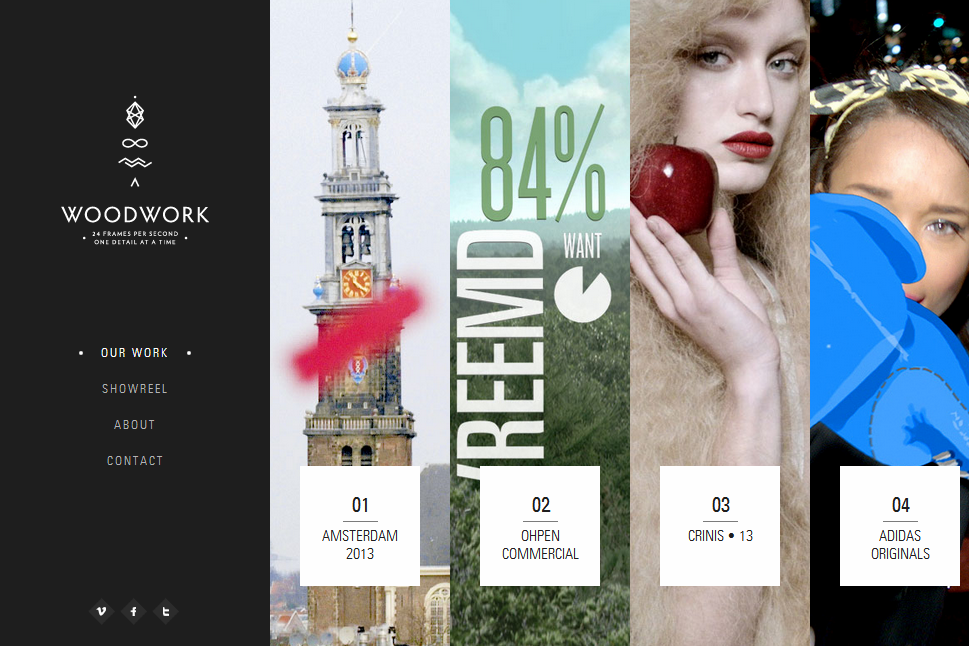 WOODWORK
24 FRAMES PER SECOND
ONE DETAIL AT A TIME
• OUR WORK •
SHOWREEL
ABOUT
CONTACT
84%
WANT
REEMD
01
AMSTERDAM
2013
02
OHPEN
COMMERCIAL
03
CRINIS • 13
04
ADIDAS
ORIGINALS